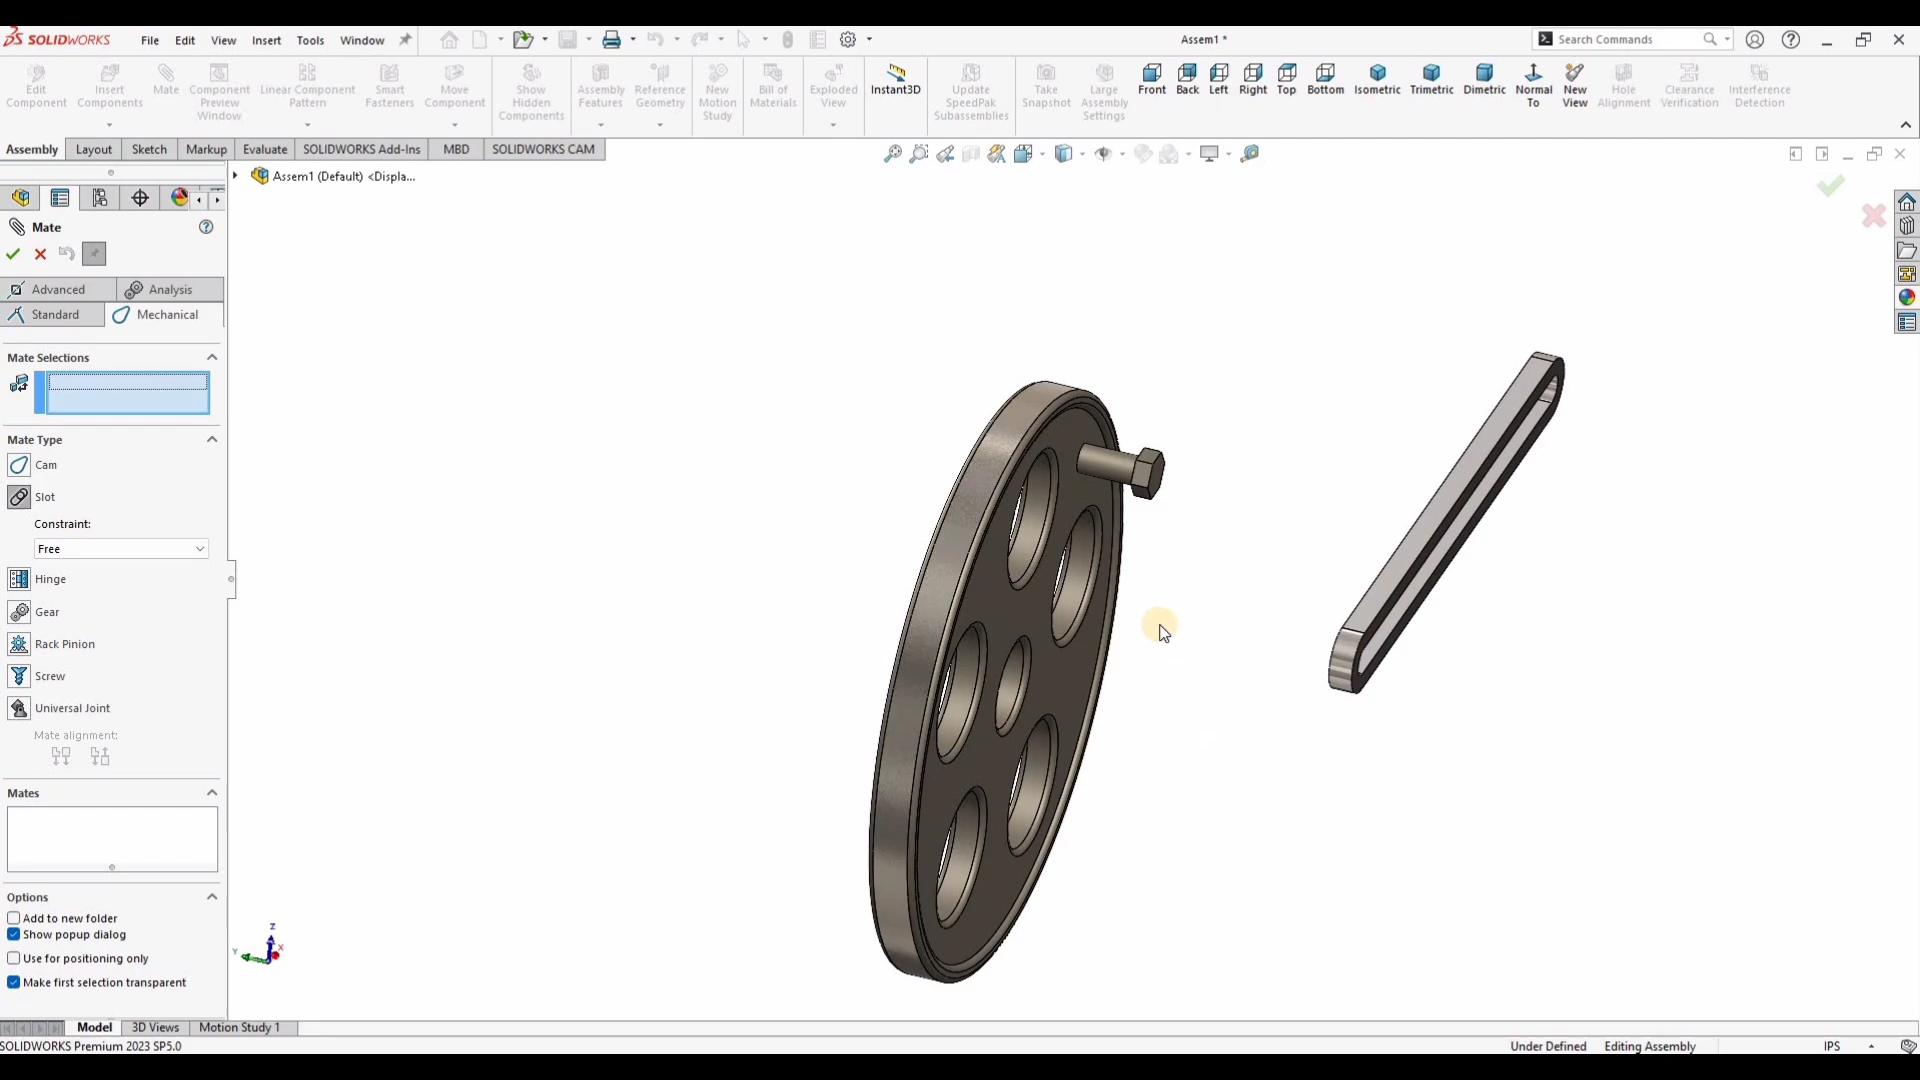 SOLIDWORKS
File Edit View Insert Tools Window
Assem1 *
Search Commands
Edit Component
Insert Components
Mate
Component Preview Window
Linear Component Pattern
Smart Fasteners
Move Component
Show Hidden Components
Assembly Features
Reference Geometry
New Motion Study
Bill of Materials
Exploded View
Instant3D
Update SpeedPak Subassemblies
Take Snapshot
Large Assembly Settings
Front
Back
Left
Right
Top
Bottom
Isometric
Trimetric
Dimetric
Normal To
New View
Hole Alignment
Clearance Verification
Interference Detection
Assembly Layout Sketch Markup Evaluate SOLIDWORKS Add-Ins MBD SOLIDWORKS CAM
Assem1 (Default) <Displa...
Mate
Advanced Analysis
Standard Mechanical
Mate Selections
Mate Type
Cam
Slot
Constraint:
Free
Hinge
Gear
Rack Pinion
Screw
Universal Joint
Mate alignment:
Mates
Options
Add to new folder
Show popup dialog
Use for positioning only
Make first selection transparent
Z
Y
X
Model 3D Views Motion Study 1
SOLIDWORKS Premium 2023 SP5.0
Under Defined Editing Assembly IPS